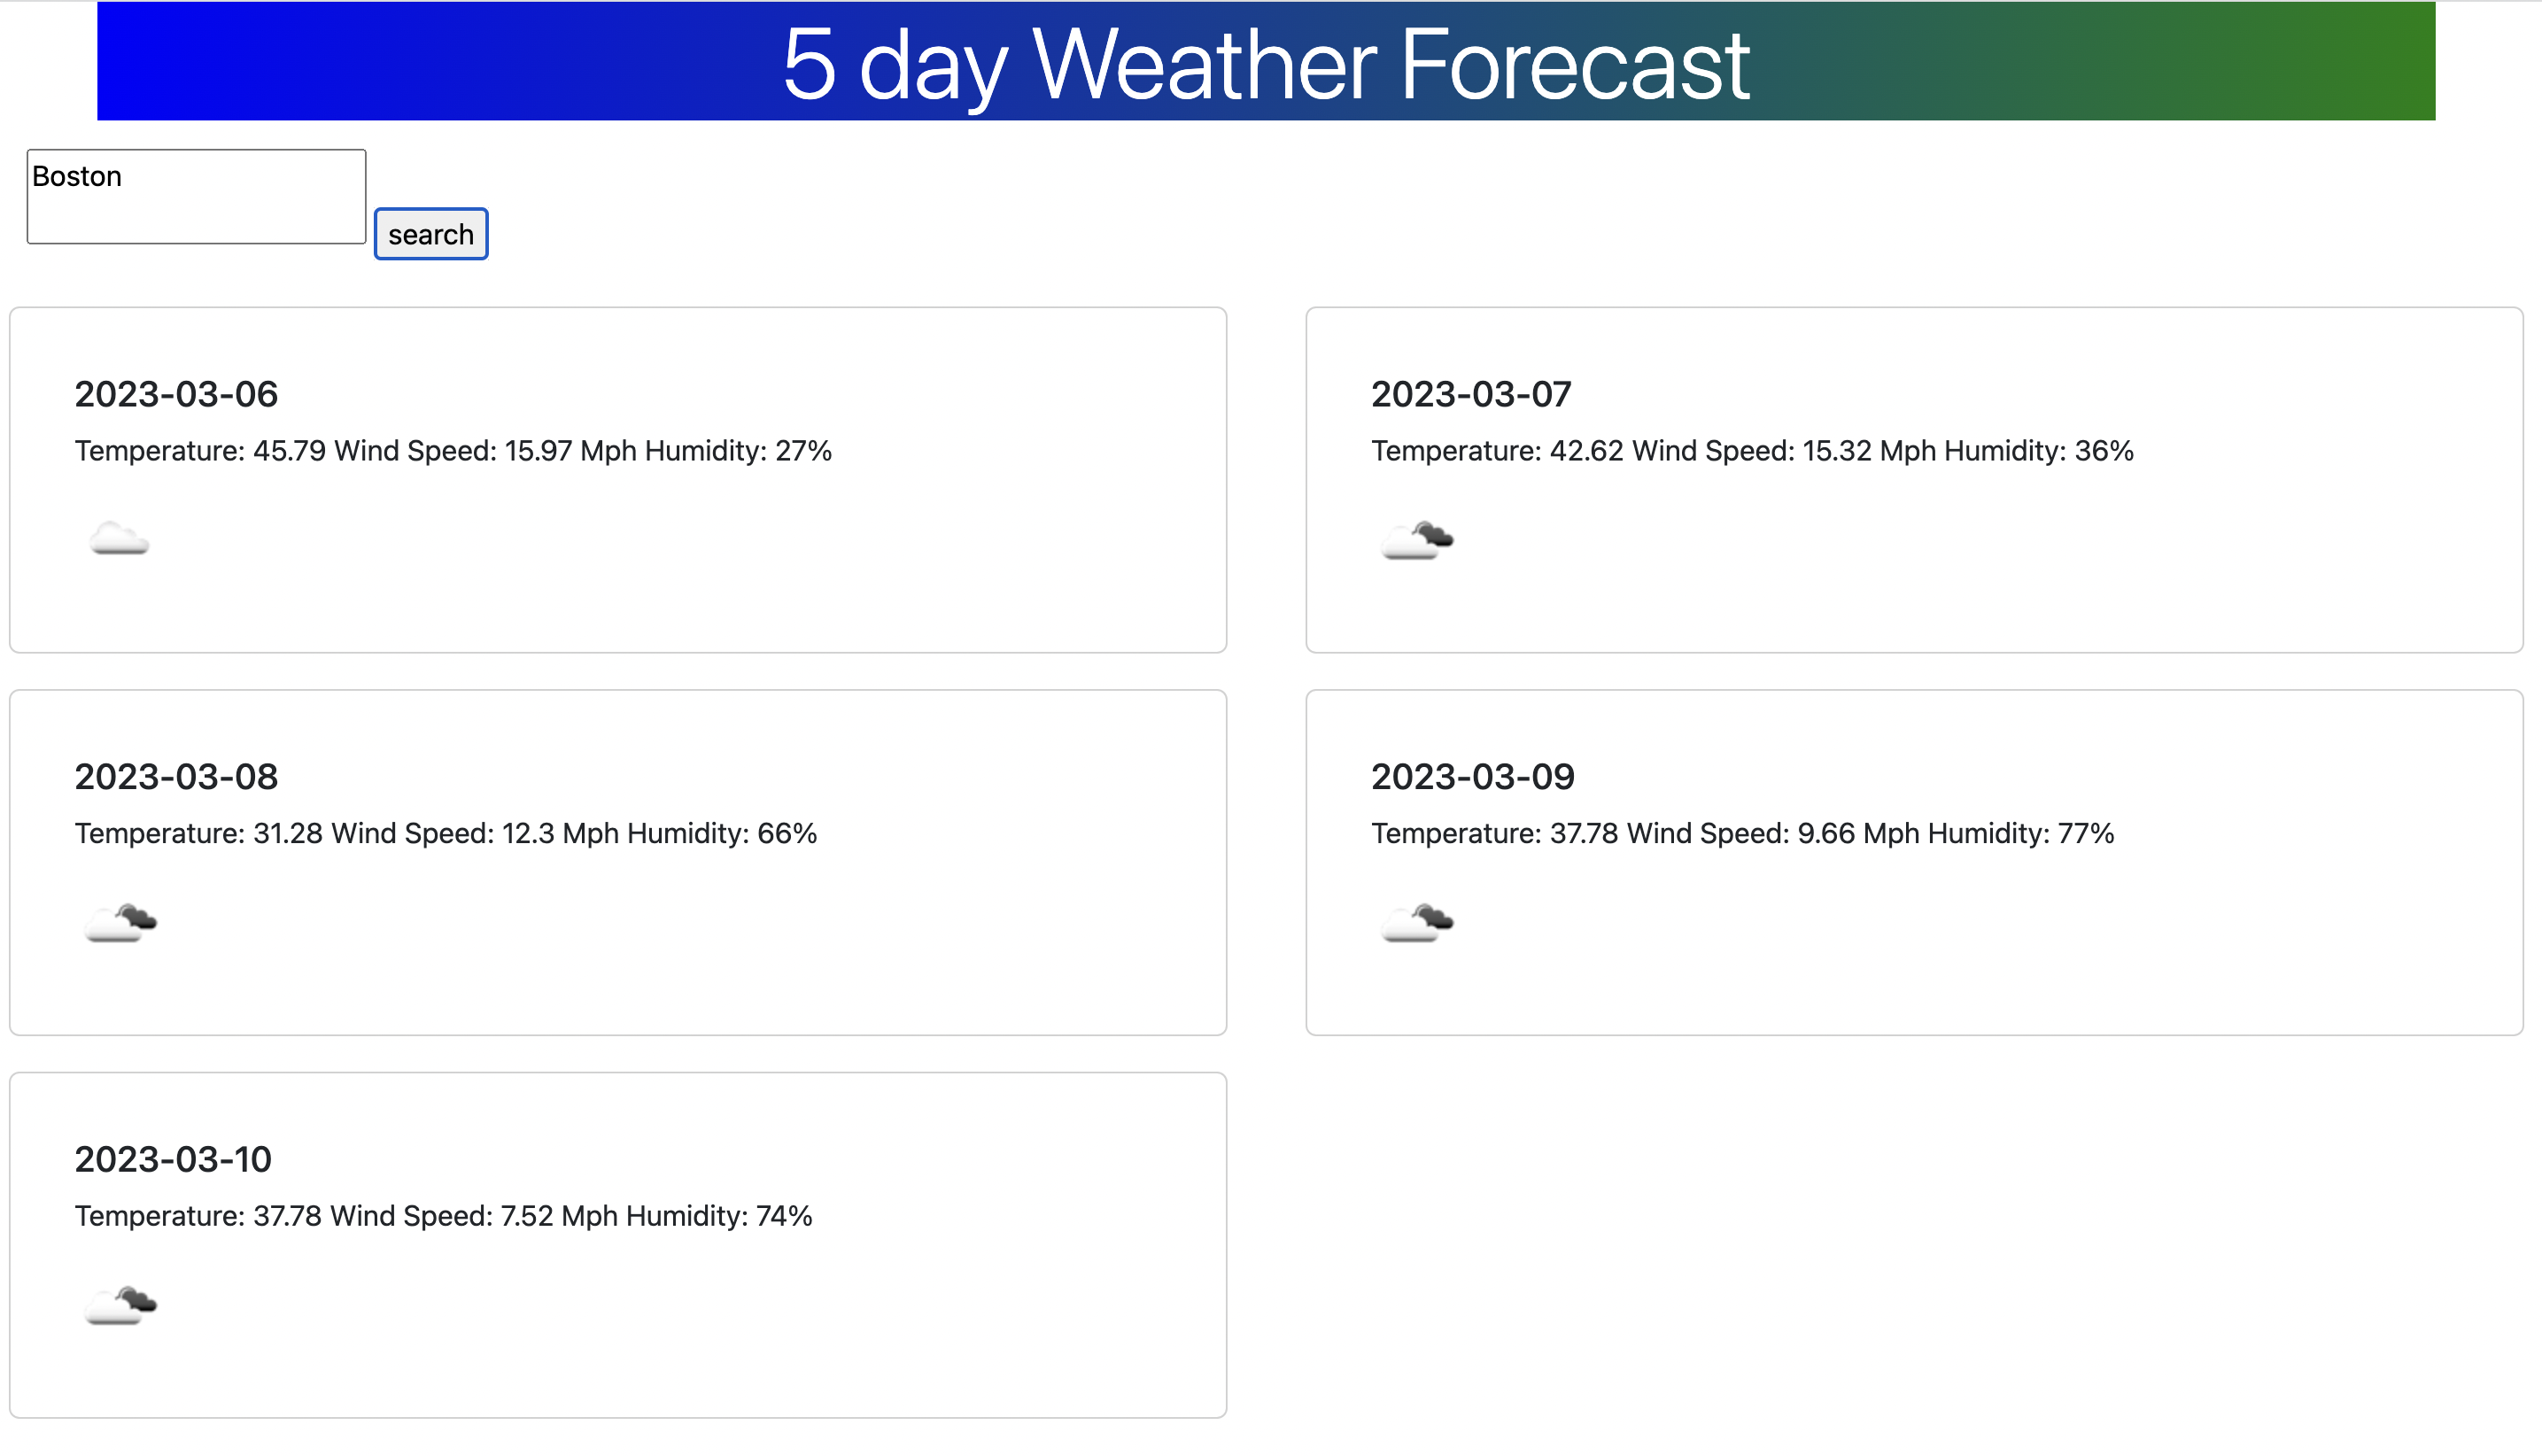 5 day Weather Forecast
Boston
search
2023-03-06
Temperature: 45.79 Wind Speed: 15.97 Mph Humidity: 27%
2023-03-07
Temperature: 42.62 Wind Speed: 15.32 Mph Humidity: 36%
2023-03-08
Temperature: 31.28 Wind Speed: 12.3 Mph Humidity: 66%
2023-03-09
Temperature: 37.78 Wind Speed: 9.66 Mph Humidity: 77%
2023-03-10
Temperature: 37.78 Wind Speed: 7.52 Mph Humidity: 74%